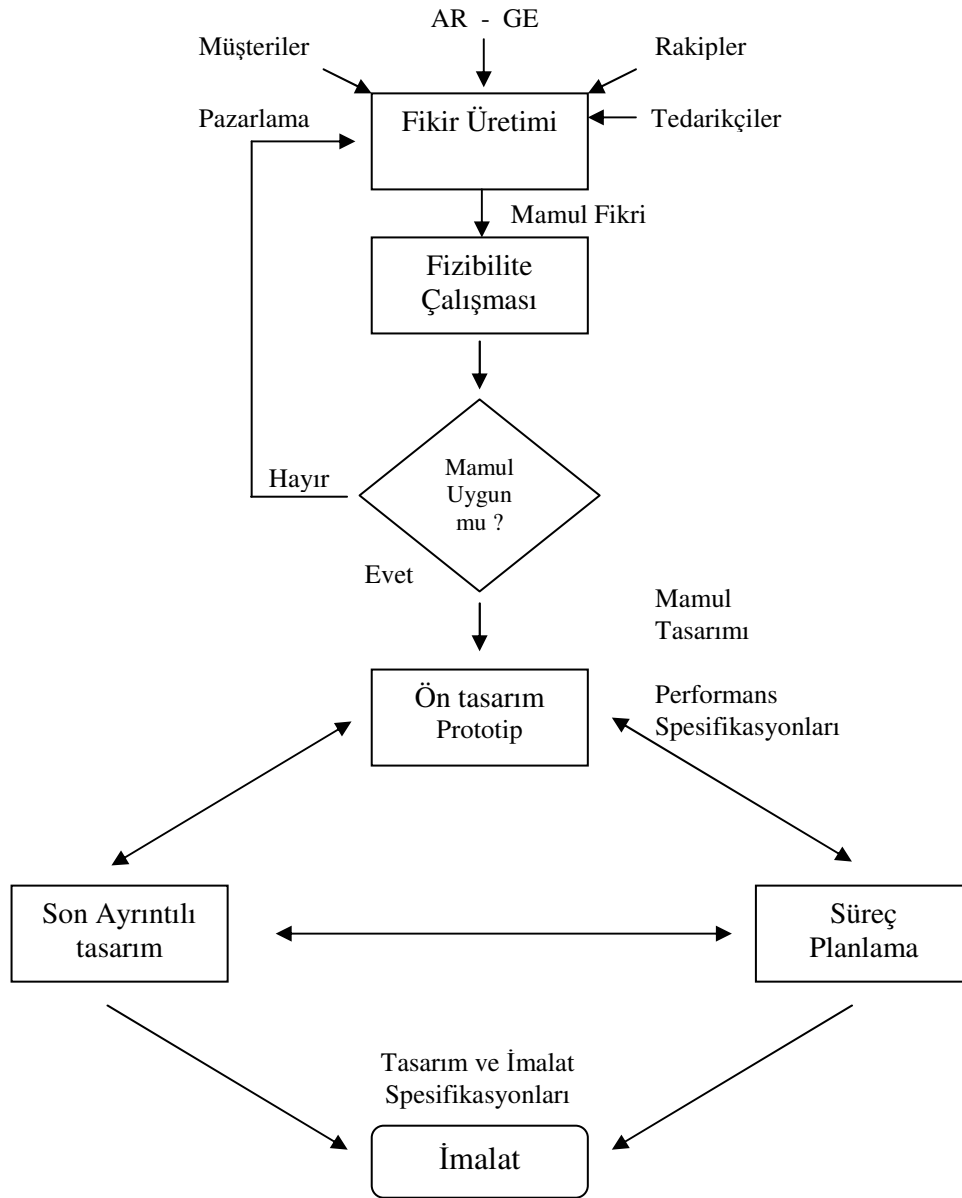 AR - GE
Müşteriler
Rakipler
Pazarlama
Fikir Üretimi
Tedarikçiler
Mamul Fikri
Fizibilite
Çalışması
Hayır
Mamul
Uygun
mu ?
Evet
Mamul
Tasarımı
Ön tasarım
Prototip
Performans
Spesifikasyonları
Son Ayrıntılı
tasarım
Süreç
Planlama
Tasarım ve İmalat
Spesifikasyonları
İmalat